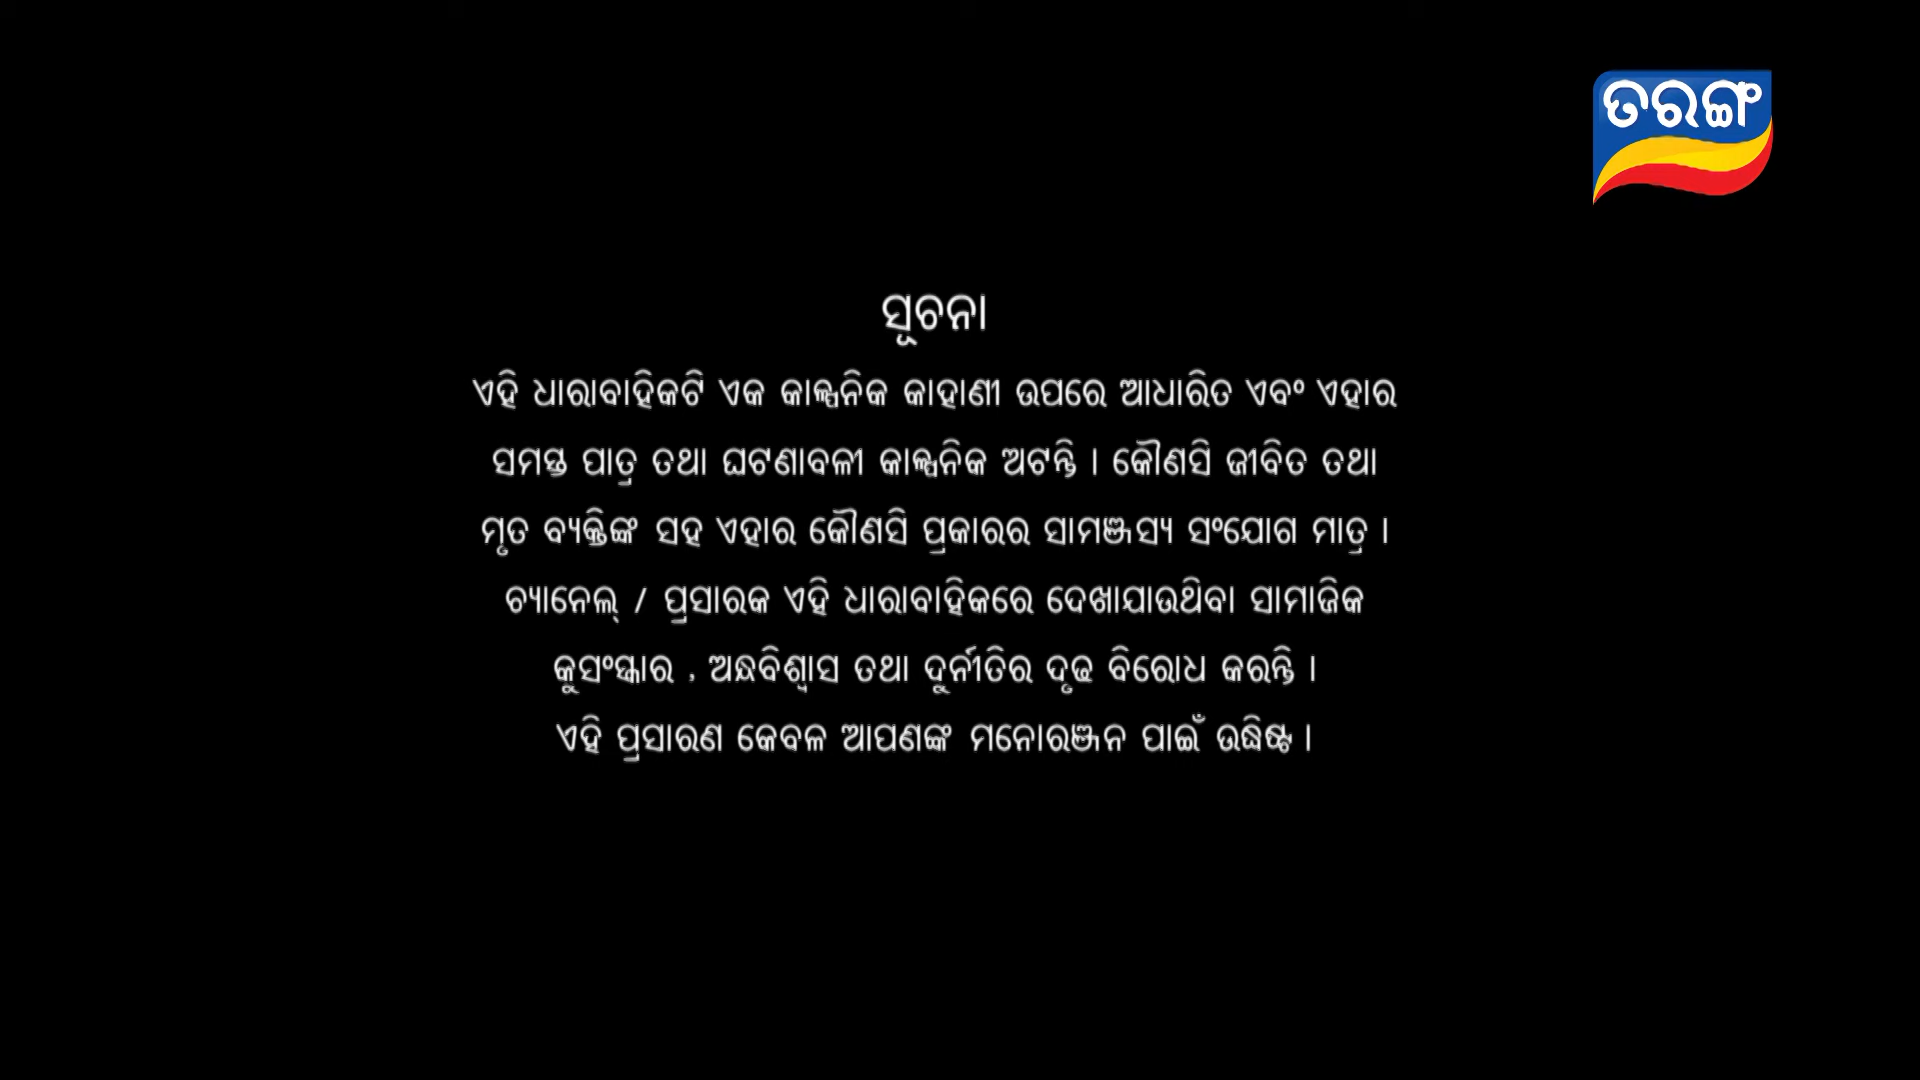 ତରଙ୍ଗ
ସୂଚନା
ଏହି ଧାରାବାହିକଟି ଏକ କାଳ୍ପନିକ କାହାଣୀ ଉପରେ ଆଧାରିତ ଏବଂ ଏହାର
ସମସ୍ତ ପାତ୍ର ତଥା ଘଟଣାବଳୀ କାଳ୍ପନିକ ଅଟନ୍ତି । କୌଣସି ଜୀବିତ ତଥା
ମୃତ ବ୍ୟକ୍ତିଙ୍କ ସହ ଏହାର କୌଣସି ପ୍ରକାରର ସାମଞ୍ଜସ୍ୟ ସଂଯୋଗ ମାତ୍ର ।
ଚ୍ୟାନେଲ୍ / ପ୍ରସାରକ ଏହି ଧାରାବାହିକରେ ଦେଖାଯାଉଥିବା ସାମାଜିକ
କୁସଂସ୍କାର , ଅନ୍ଧବିଶ୍ୱାସ ତଥା ଦୁର୍ନୀତିର ଦୃଢ ବିରୋଧ କରନ୍ତି ।
ଏହି ପ୍ରସାରଣ କେବଳ ଆପଣଙ୍କ ମନୋରଞ୍ଜନ ପାଇଁ ଉଦ୍ଧିଷ୍ଟ ।